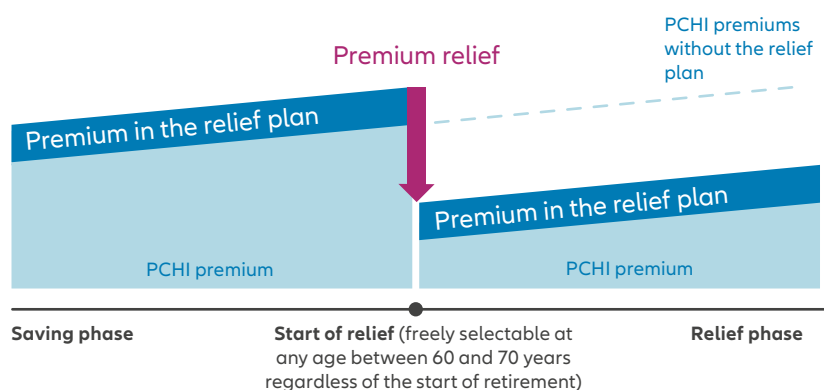 Premium relief
PCHI premiums
without the relief
plan
Premium in the relief plan
PCHI premium
Premium in the relief plan
PCHI premium
Saving phase
Start of relief (freely selectable at
any age between 60 and 70 years
regardless of the start of retirement)
Relief phase